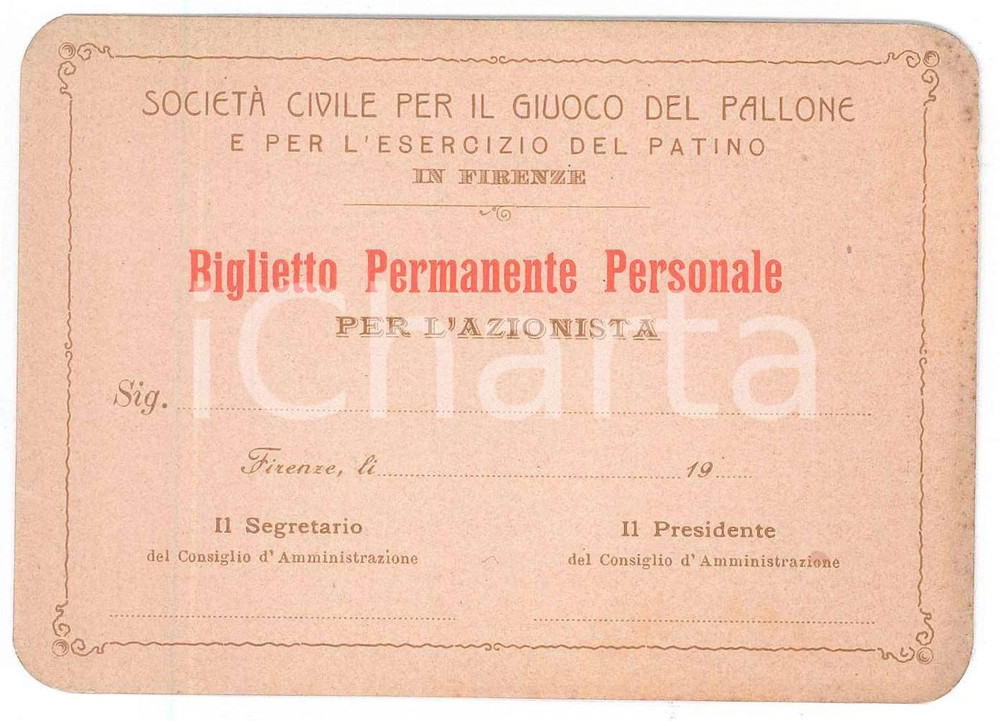 SOCIETÀ CIVILE PER IL GIUOCO DEL PALLONE
E PER L'ESERCIZIO DEL PATINO
IN FIRENZE
Biglietto Permanente Personale
PER L'AZIONISTA
iCharta
Sig.
Firenze, li 19
Il Segretario
del Consiglio d'Amministrazione
Il Presidente
del Consiglio d'Amministrazione